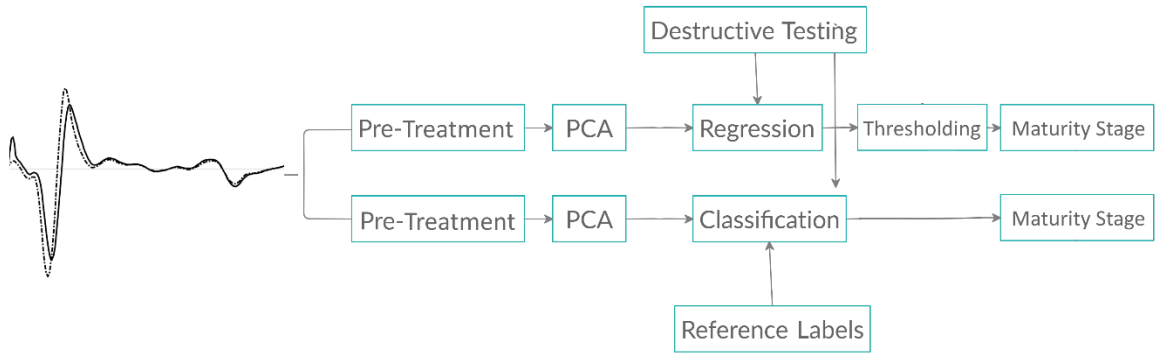 Destructive Testing
Pre-Treatment
PCA
Regression
Thresholding
Maturity Stage
Pre-Treatment
PCA
Classification
Maturity Stage
Reference Labels